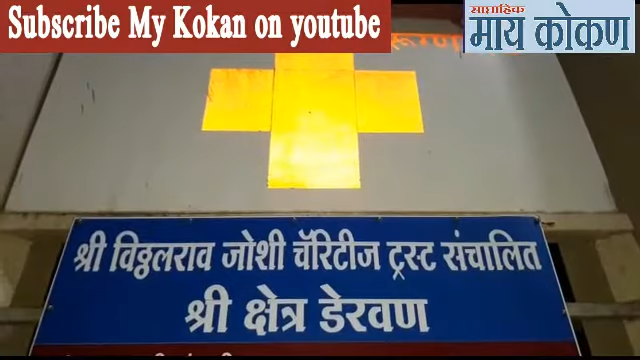 Subscribe My Kokan on youtube
साप्ताहिक
माय कोकण
श्री विठ्ठलराव जोशी चॅरिटीज ट्रस्ट संचालित
श्री क्षेत्र डेरवण